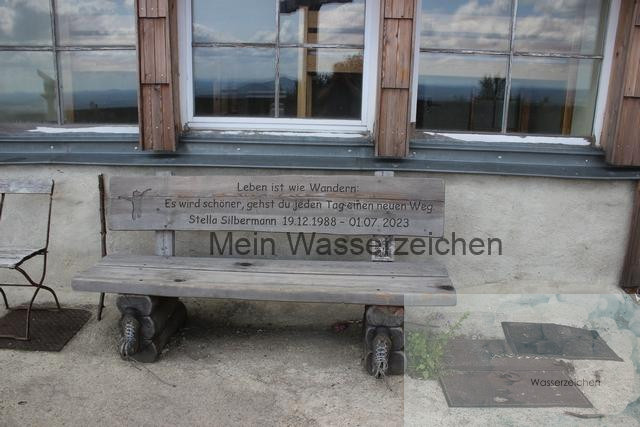 Leben ist wie Wandern:
Es wird schöner, gehst du jeden Tag einen neuen Weg
Stella Silbermann 19.12.1988 - 01.07.2023
Mein Wasserzeichen
Wasserzeichen